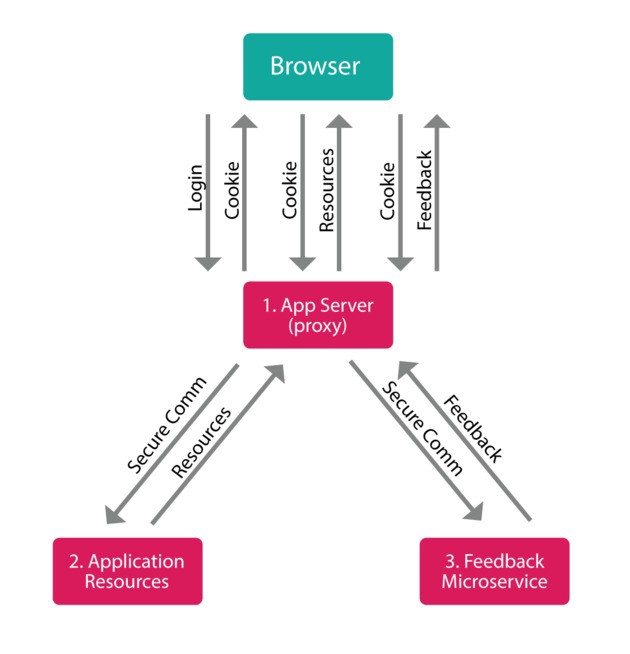 Browser
Login
Cookie
Cookie
Resources
Cookie
Feedback
1. App Server
(proxy)
Secure Comm
Resources
Secure Comm
Feedback
2. Application
Resources
3. Feedback
Microservice